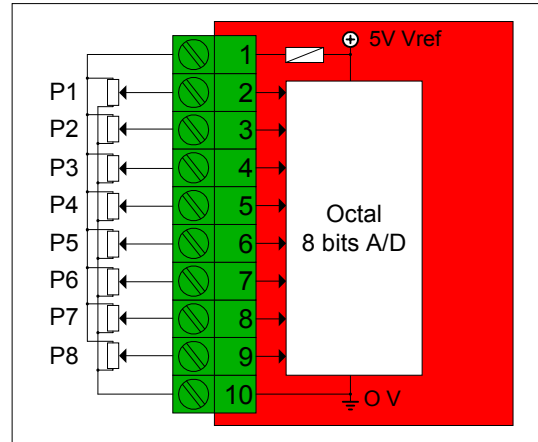 1 5V Vref
P1 2
P2 3
P3 4
P4 5
P5 6
P6 7
P7 8
P8 9
10 O V
Octal
8 bits A/D